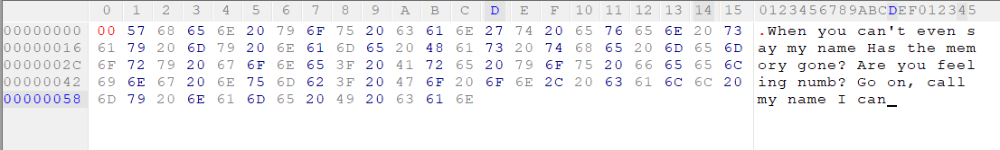 0 1 2 3 4 5 6 7 8 9 A B C D E F 10 11 12 13 14 15 0123456789ABCDEF012345
00000000 00 57 68 65 6E 20 79 6F 75 20 63 61 6E 27 74 20 65 76 65 6E 20 73 .When you can't even s
00000016 61 79 20 6D 79 20 6E 61 6D 65 20 48 61 73 20 74 68 65 20 6D 65 6D ay my name Has the mem
0000002C 6F 72 79 20 67 6F 6E 65 3F 20 41 72 65 20 79 6F 75 20 66 65 65 6C ory gone? Are you feel
00000042 69 6E 67 20 6E 75 6D 62 3F 20 47 6F 20 6F 6E 2C 20 63 61 6C 6C 20 ing numb? Go on, call
00000058 6D 79 20 6E 61 6D 65 20 49 20 63 61 6E my name I can_